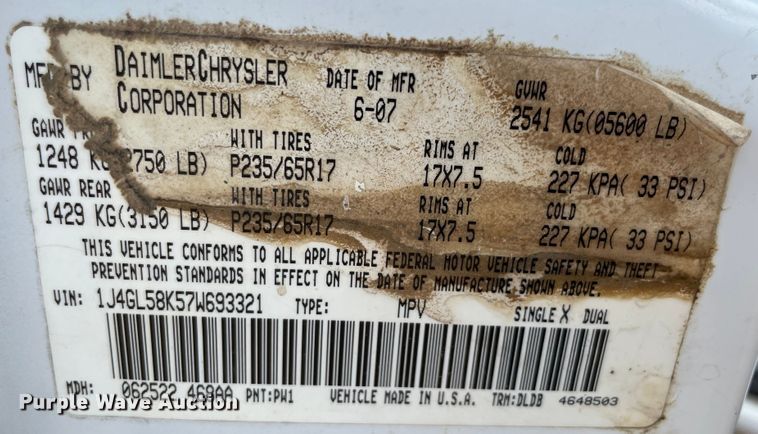 MFD BY DAIMLERCHRYSLER CORPORATION DATE OF MFR 6-07 GVWR 2541 KG(05600 LB)
GAWR WITH TIRES RIMS AT COLD
1248 2750 LB) P235/65R17 17X7.5 227 KPA( 33 PSI)
GAWR REAR WITH TIRES RIMS AT COLD
1429 KG(3150 LB) P235/65R17 17X7.5 227 KPA( 33 PSI)
THIS VEHICLE CONFORMS TO ALL APPLICABLE FEDERAL MOTOR VEHICLE SAFETY AND THEFT
PREVENTION STANDARDS IN EFFECT ON THE DATE OF MANUFACTURE SHOWN ABOVE.
VIN: 1J4GL58K57W693321 TYPE: MPV SINGLE X DUAL
MDH: 062522 469AA PNT:PW1 VEHICLE MADE IN U.S.A. TRM:DLDB 4648503
Purple Wave Auction